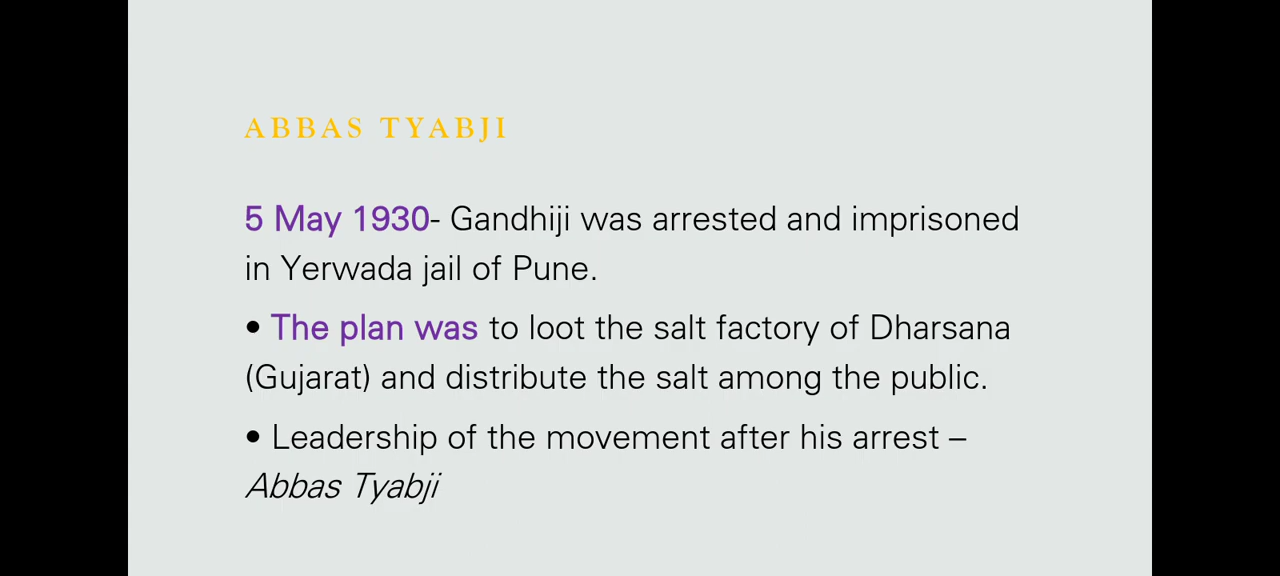 ABBAS TYABJI
5 May 1930- Gandhiji was arrested and imprisoned
in Yerwada jail of Pune.
• The plan was to loot the salt factory of Dharsana
(Gujarat) and distribute the salt among the public.
• Leadership of the movement after his arrest –
Abbas Tyabji